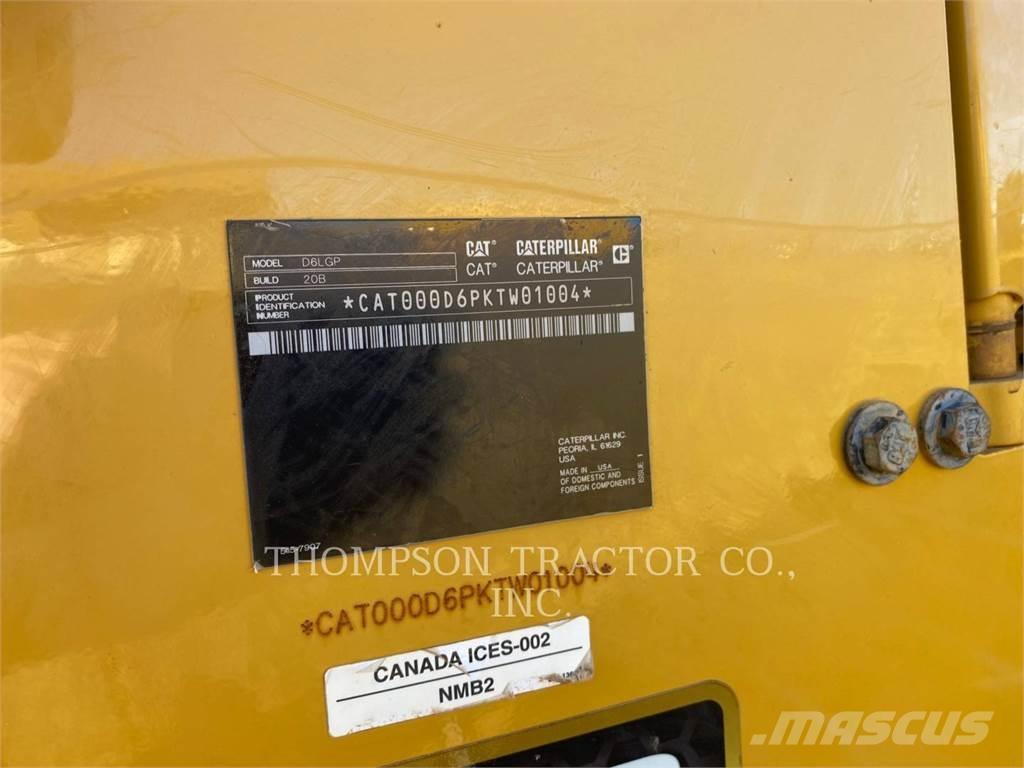 MODEL D6LGP
BUILD 20B
CAT® CATERPILLAR®
CAT® CATERPILLAR® C
PRODUCT
IDENTIFICATION
NUMBER
*CAT000D6PKTW01004*
CATERPILLAR INC.
PEORIA, IL 61629
USA
MADE IN USA
OF DOMESTIC AND
FOREIGN COMPONENTS
ISSUE 1
545-7907
THOMPSON TRACTOR CO.,
INC.
*CAT000D6PKTW01004*
CANADA ICES-002
NMB2
MASCUS